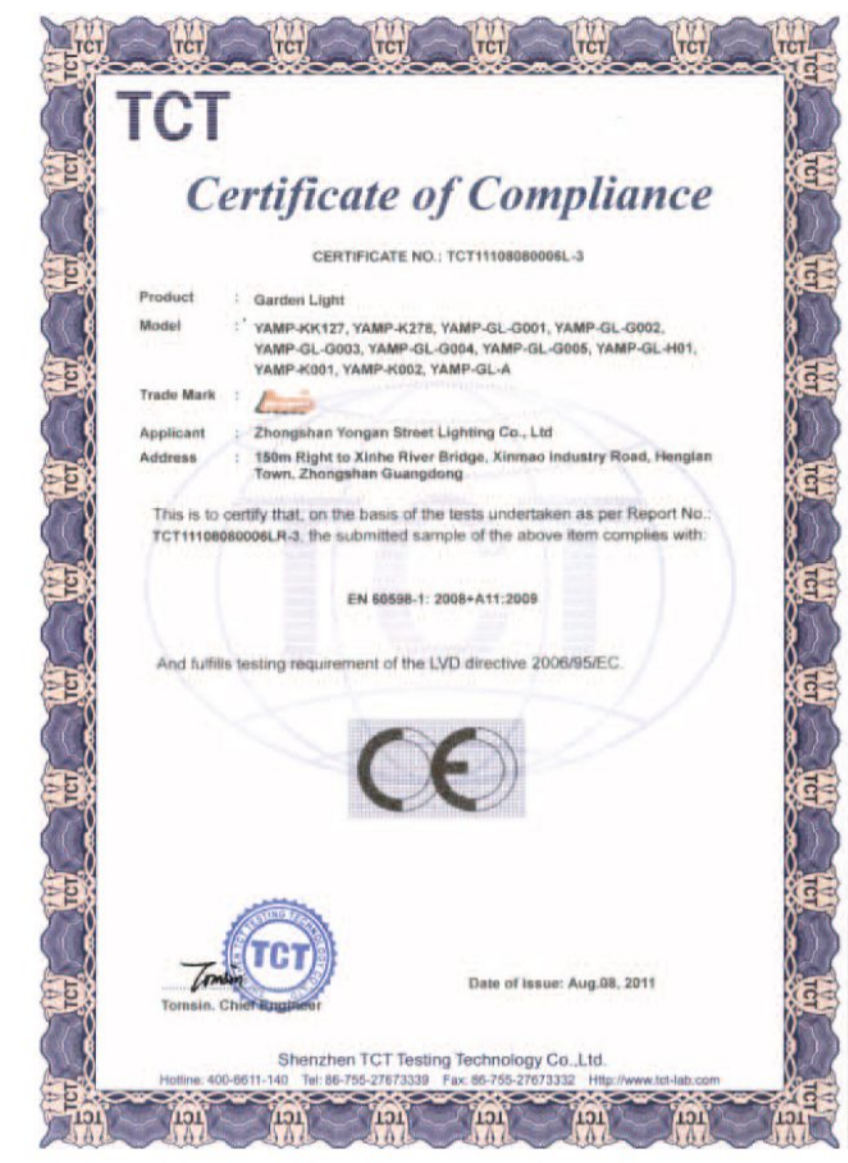 TCT
Certificate of Compliance
CERTIFICATE NO.: TCT11108080006L-3
Product : Garden Light
Model : YAMP-KK127, YAMP-K278, YAMP-GL-G001, YAMP-GL-G002,
YAMP-GL-G003, YAMP-GL-G004, YAMP-GL-G005, YAMP-GL-H01,
YAMP-K001, YAMP-K002, YAMP-GL-A
Trade Mark :
Applicant : Zhongshan Yongan Street Lighting Co., Ltd
Address : 150m Right to Xinhe River Bridge, Xinmao Industry Road, Henglan
Town, Zhongshan Guangdong
This is to certify that, on the basis of the tests undertaken as per Report No.:
TCT11108080006LR-3, the submitted sample of the above item complies with:
EN 60598-1: 2008+A11:2009
And fulfills testing requirement of the LVD directive 2006/95/EC.
CE
TCT
Tomsin
Tomsin, Chief Engineer
Date of Issue: Aug.08, 2011
Shenzhen TCT Testing Technology Co.,Ltd.
Hotline: 400-6611-140 Tel: 86-755-27673339 Fax: 86-755-27673332 Http://www.tct-lab.com